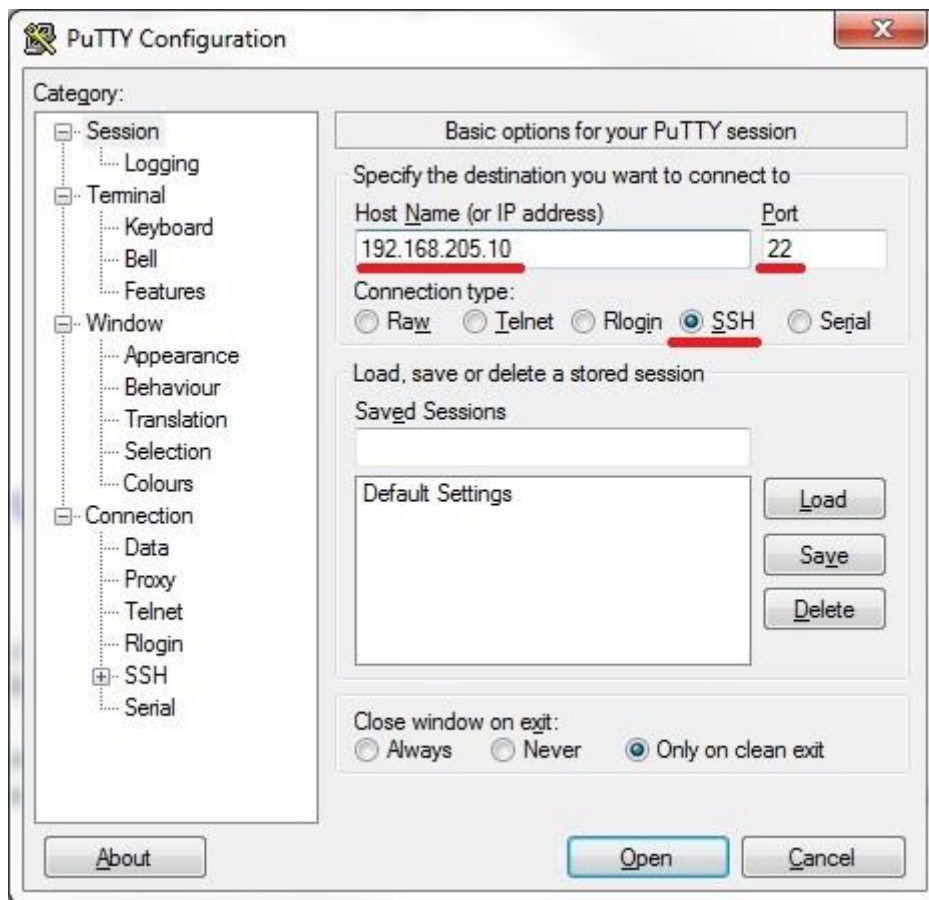 PuTTY Configuration
Category:
Session
Logging
Terminal
Keyboard
Bell
Features
Window
Appearance
Behaviour
Translation
Selection
Colours
Connection
Data
Proxy
Telnet
Rlogin
SSH
Serial
Basic options for your PuTTY session
Specify the destination you want to connect to
Host Name (or IP address) Port
192.168.205.10 22
Connection type:
Raw Telnet Rlogin SSH Serial
Load, save or delete a stored session
Saved Sessions
Default Settings
Load
Save
Delete
Close window on exit:
Always Never Only on clean exit
About Open Cancel